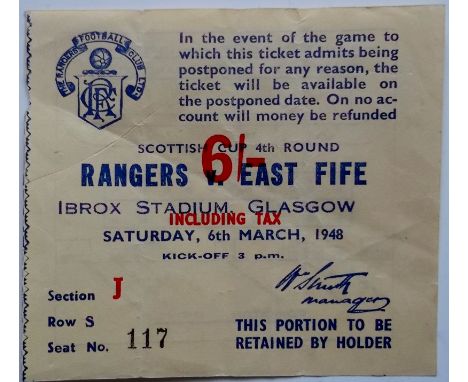 THE RANGERS FOOTBALL CLUB LTD.
RFC
In the event of the game to
which this ticket admits being
postponed for any reason, the
ticket will be available on
the postponed date. On no ac-
count will money be refunded
SCOTTISH CUP 4th ROUND
6/-
RANGERS v. EAST FIFE
IBROX STADIUM, GLASGOW
INCLUDING TAX
SATURDAY, 6th MARCH, 1948
KICK-OFF 3 p.m.
Wm Struth
manager
Section J
Row S
Seat No. 117
THIS PORTION TO BE
RETAINED BY HOLDER